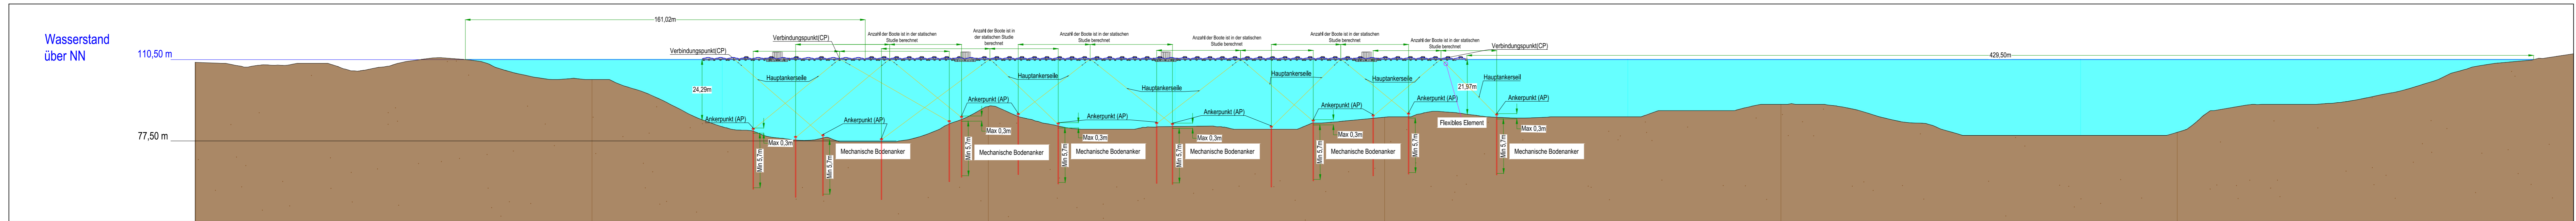 161,02m
Wasserstand
über NN
110,50 m
77,50 m
Verbindungspunkt(CP)
Verbindungspunkt(CP)
Anzahl der Boote ist in der statischen
Studie berechnet
Anzahl der Boote ist in
der statischen Studie
berechnet
Anzahl der Boote ist in der statischen
Studie berechnet
Anzahl der Boote ist in der statischen
Studie berechnet
Anzahl der Boote ist in der statischen
Studie berechnet
Anzahl der Boote ist in der statischen
Studie berechnet
Verbindungspunkt(CP)
429,50m
24,29m
Hauptankerseile
Hauptankerseile
Hauptankerseile
Hauptankerseile
Hauptankerseil
21,97m
Ankerpunkt (AP)
Ankerpunkt (AP)
Ankerpunkt (AP)
Ankerpunkt (AP)
Ankerpunkt (AP)
Ankerpunkt (AP)
Ankerpunkt (AP)
Ankerpunkt (AP)
Flexibles Element
Max 0,3m
Max 0,3m
Max 0,3m
Max 0,3m
Max 0,3m
Max 0,3m
Min 5,7m
Min 5,7m
Min 5,7m
Min 5,7m
Min 5,7m
Min 5,7m
Min 5,7m
Min 5,7m
Mechanische Bodenanker
Mechanische Bodenanker
Mechanische Bodenanker
Mechanische Bodenanker
Mechanische Bodenanker
Mechanische Bodenanker